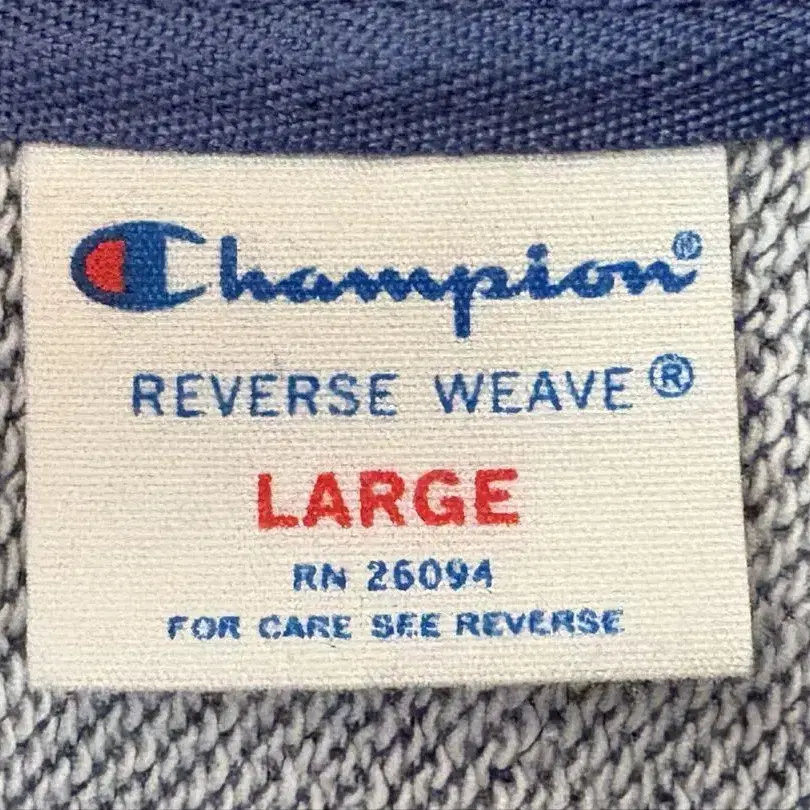 Champion®
REVERSE WEAVE®
LARGE
RN 26094
FOR CARE SEE REVERSE